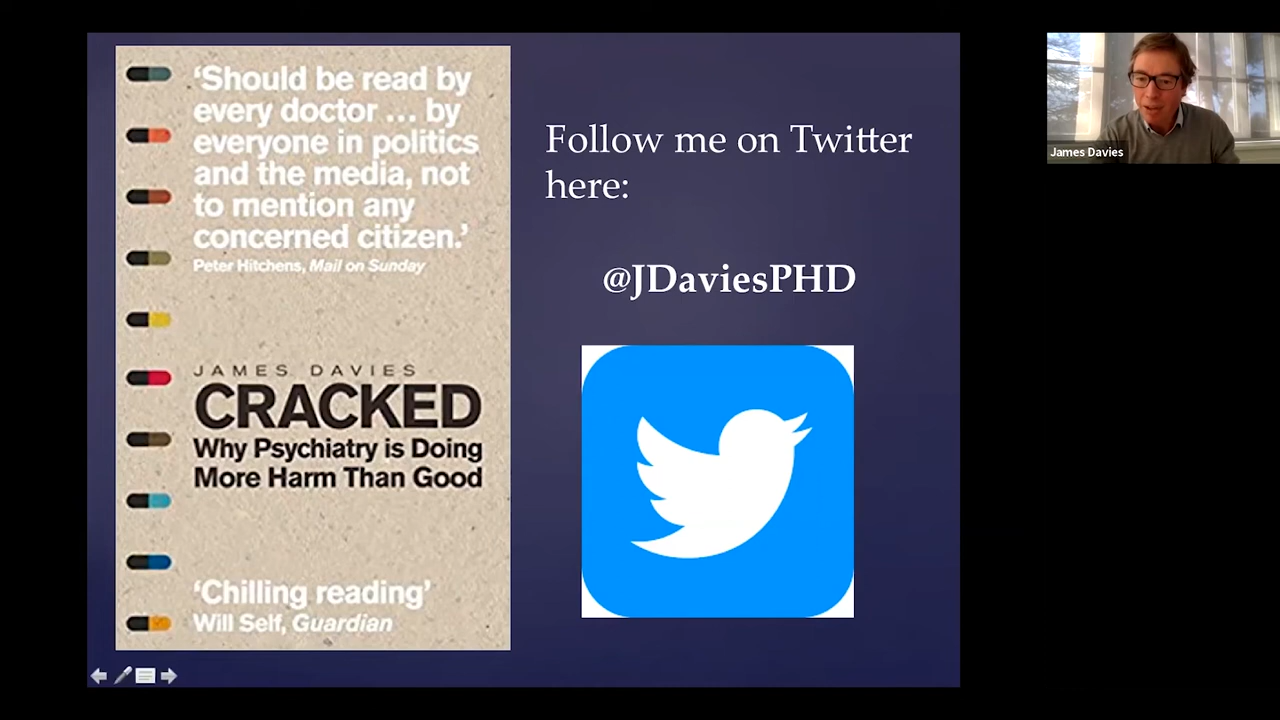 ‘Should be read by
every doctor ... by
everyone in politics
and the media, not
to mention any
concerned citizen.’
Peter Hitchens, Mail on Sunday
JAMES DAVIES
CRACKED
Why Psychiatry is Doing
More Harm Than Good
‘Chilling reading’
Will Self, Guardian
Follow me on Twitter
here:
@JDaviesPHD
James Davies